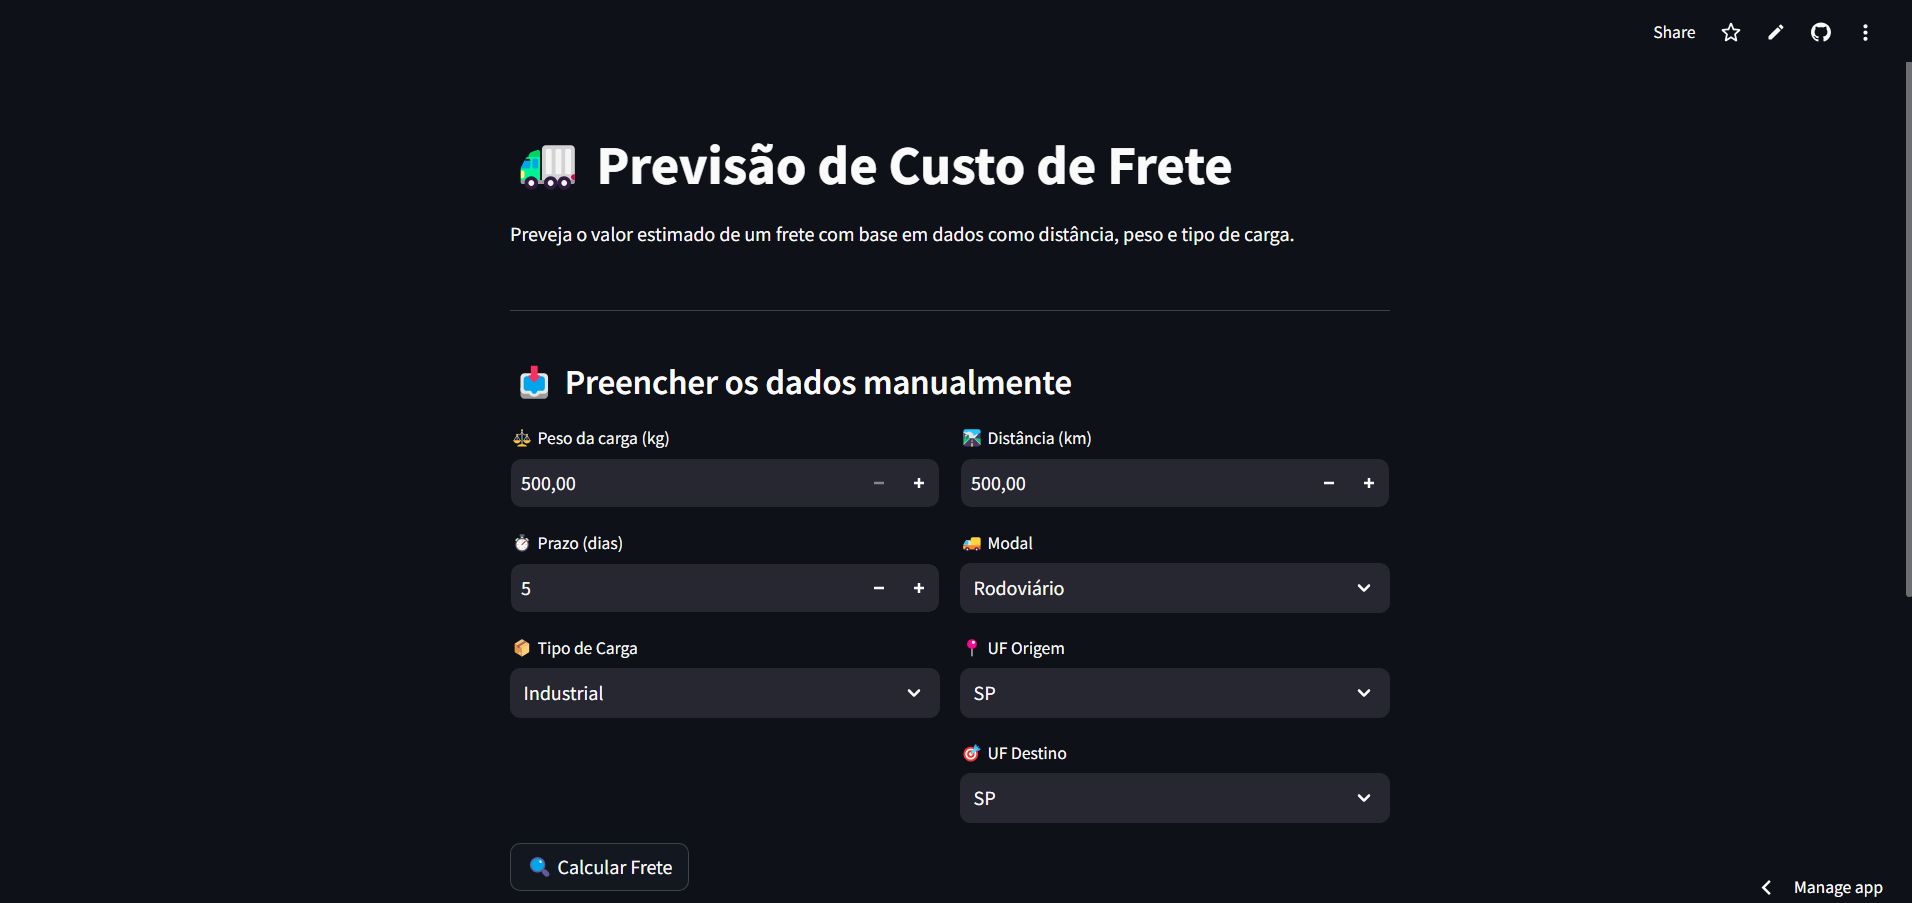 Share
Previsão de Custo de Frete
Preveja o valor estimado de um frete com base em dados como distância, peso e tipo de carga.
Preencher os dados manualmente
Peso da carga (kg)
500,00
Distância (km)
500,00
Prazo (dias)
5
Modal
Rodoviário
Tipo de Carga
Industrial
UF Origem
SP
UF Destino
SP
Calcular Frete
Manage app